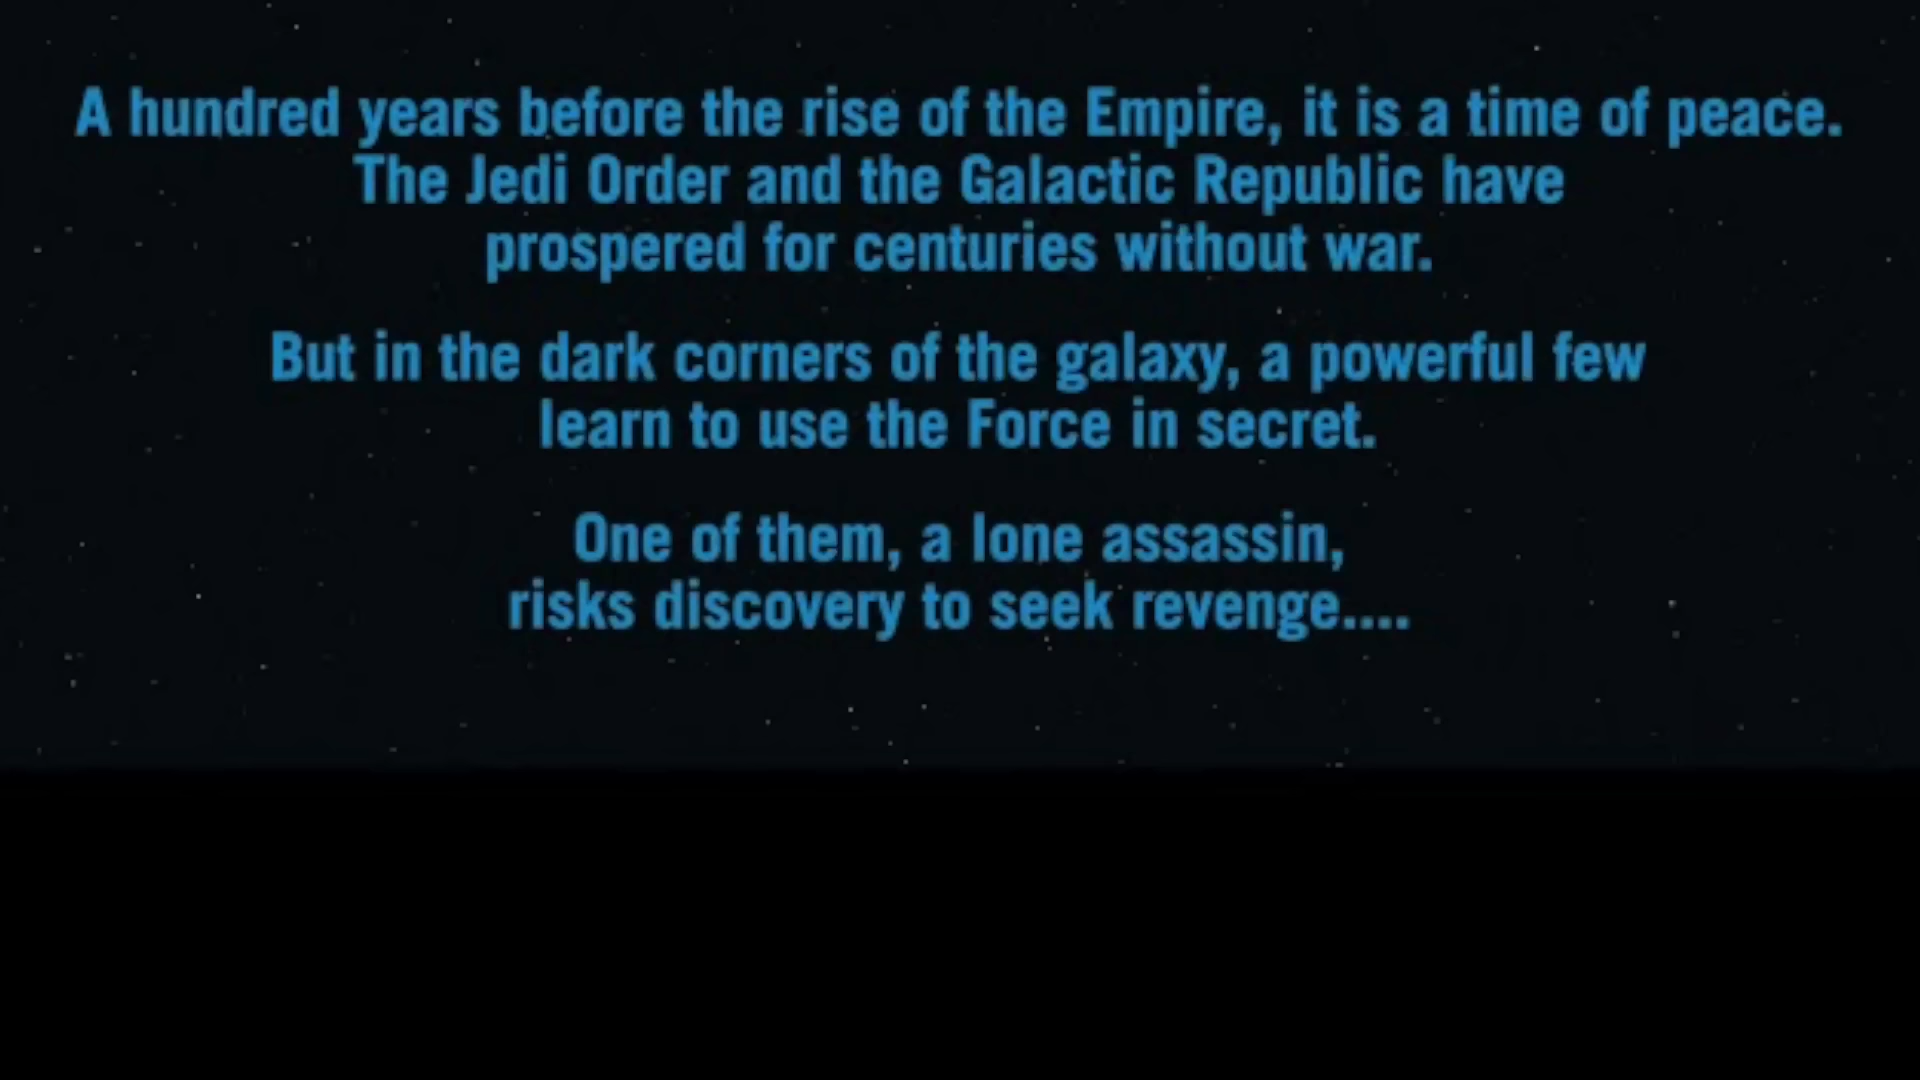 A hundred years before the rise of the Empire, it is a time of peace.
The Jedi Order and the Galactic Republic have
prospered for centuries without war.
But in the dark corners of the galaxy, a powerful few
learn to use the Force in secret.
One of them, a lone assassin,
risks discovery to seek revenge....